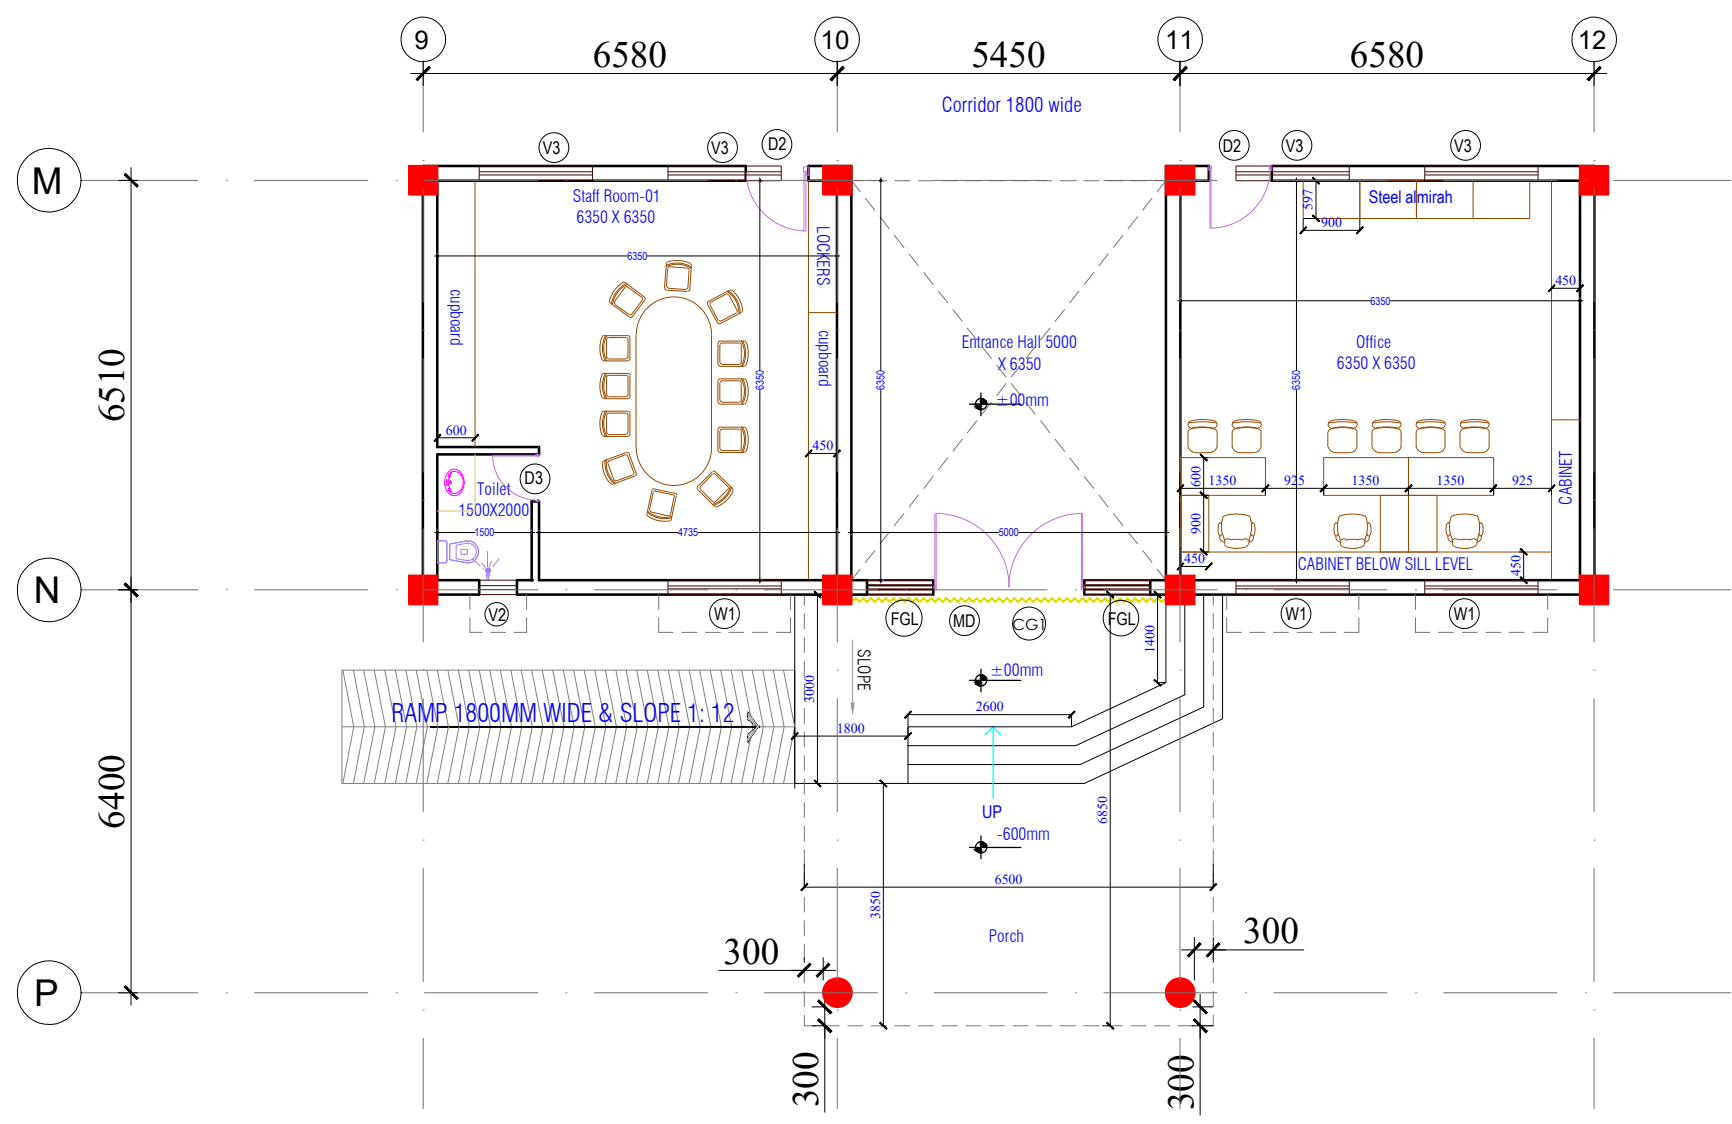 9
10
11
12
6580
5450
6580
Corridor 1800 wide
V3
V3
D2
D2
V3
V3
M
Staff Room-01
6350 X 6350
Steel almirah
597
900
LOCKERS
6350
450
cupboard
6350
6350
6350
6350
cupboard
Entrance Hall 5000
X 6350
±00mm
Office
6350 X 6350
6510
600
450
D3
Toilet
1500X2000
1500
4735
5000
600
1350
925
1350
1350
925
CABINET
900
450
CABINET BELOW SILL LEVEL
450
N
V2
W1
FGL
MD
CG1
FGL
W1
W1
1400
SLOPE
±00mm
3000
RAMP 1800MM WIDE & SLOPE 1: 12
2600
1800
6400
UP
6850
-600mm
6500
3850
Porch
300
300
P
300
300